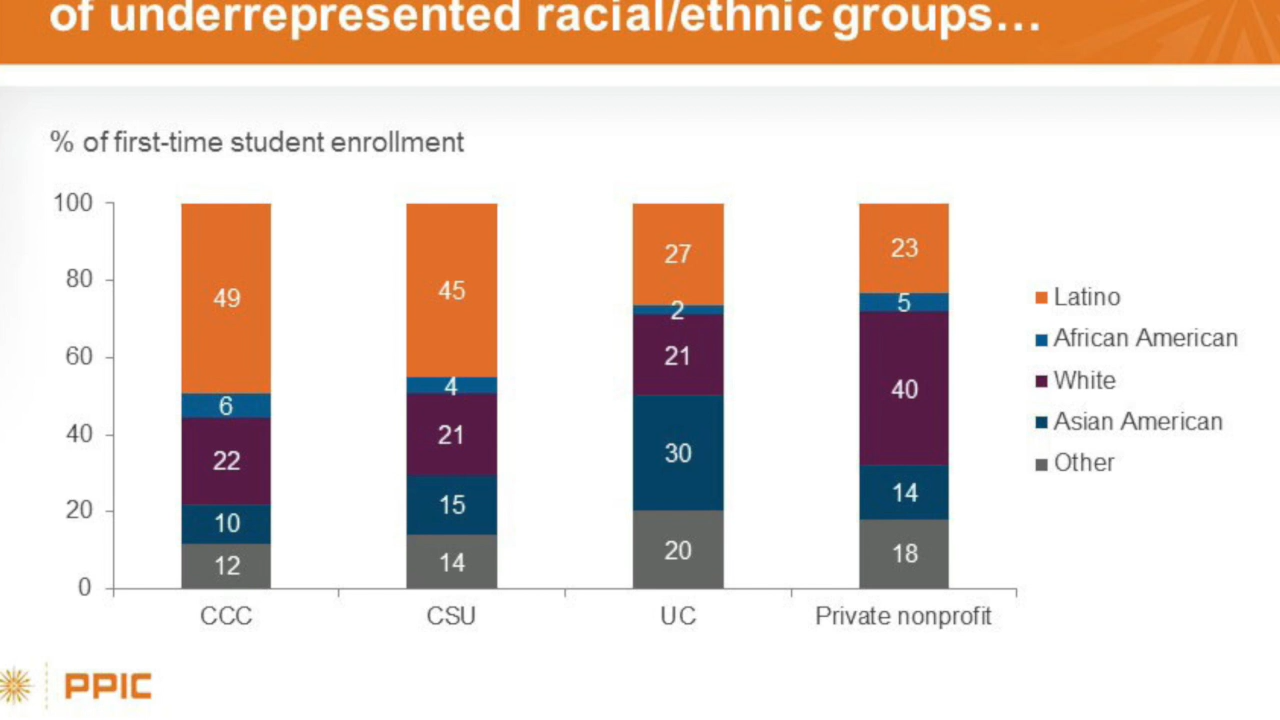 of underrepresented racial/ethnic groups...
% of first-time student enrollment
100
80
60
40
20
0
49
6
22
10
12
45
4
21
15
14
27
2
21
30
20
23
5
40
14
18
CCC
CSU
UC
Private nonprofit
Latino
African American
White
Asian American
Other
PPIC